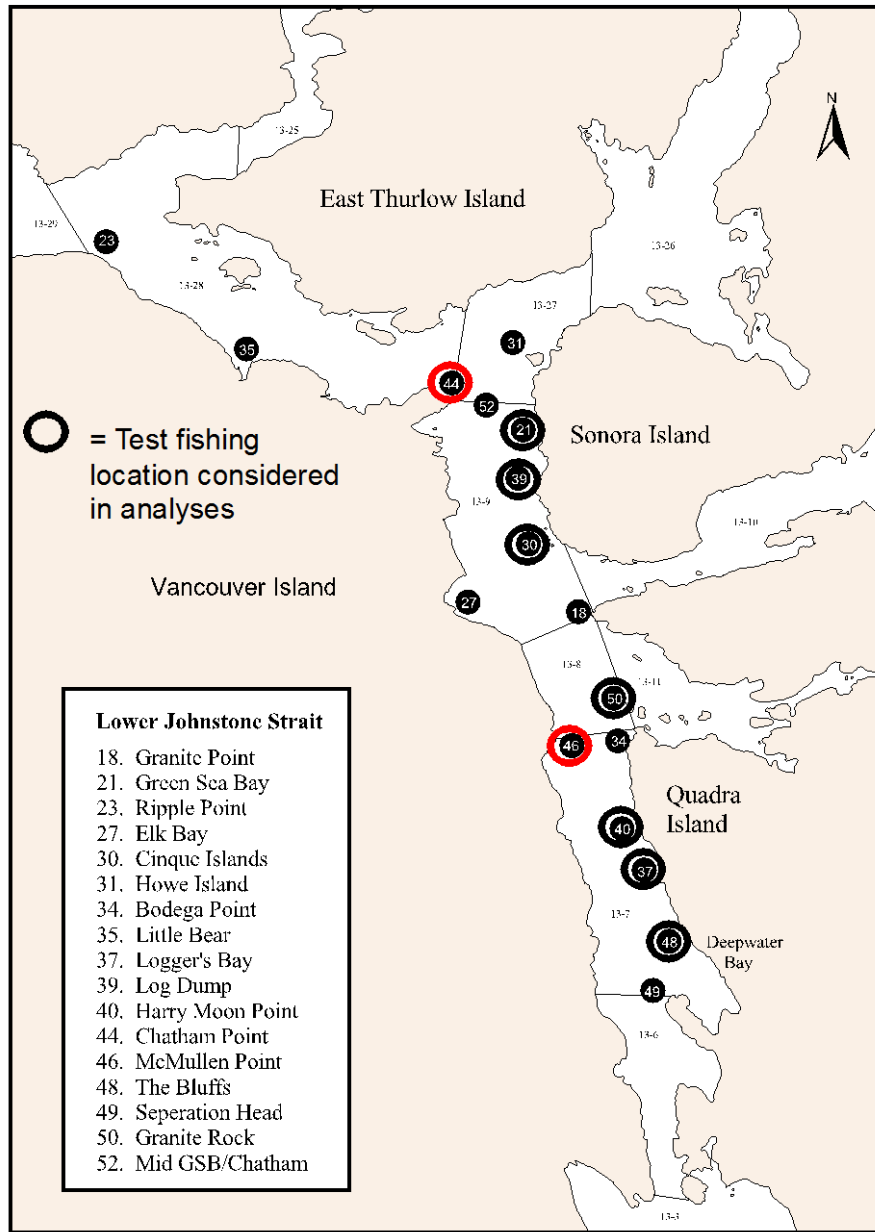 N
13-25
East Thurlow Island
13-29
23
13-26
13-28
13-27
35
31
44
52
21
Sonora Island
= Test fishing
location considered
in analyses
39
13-9
13-10
30
Vancouver Island
27
18
13-8
13-11
50
46
34
Quadra
Island
40
37
13-7
48
Deepwater
Bay
49
13-6
13-3
Lower Johnstone Strait
18. Granite Point
21. Green Sea Bay
23. Ripple Point
27. Elk Bay
30. Cinque Islands
31. Howe Island
34. Bodega Point
35. Little Bear
37. Logger's Bay
39. Log Dump
40. Harry Moon Point
44. Chatham Point
46. McMullen Point
48. The Bluffs
49. Seperation Head
50. Granite Rock
52. Mid GSB/Chatham